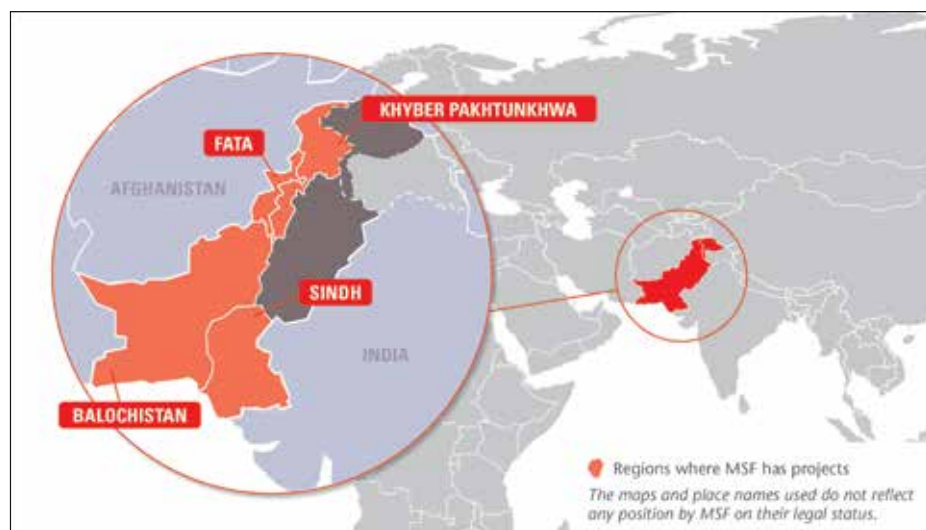 KHYBER PAKHTUNKHWA
FATA
AFGHANISTAN
SINDH
INDIA
BALOCHISTAN
Regions where MSF has projects
The maps and place names used do not reflect
any position by MSF on their legal status.